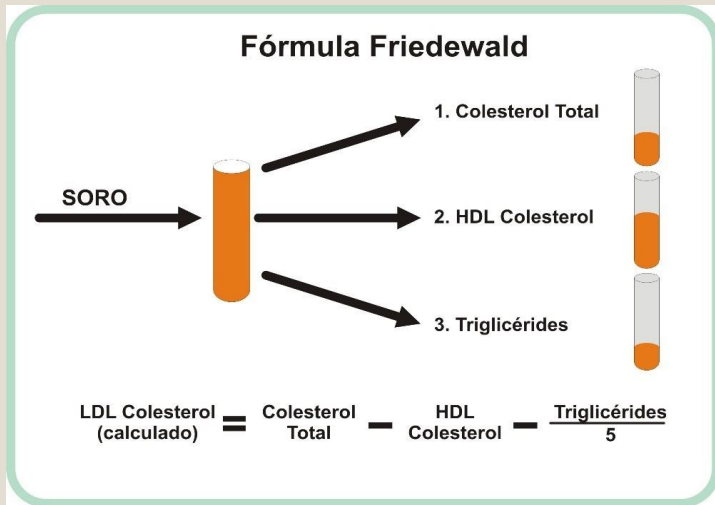 Fórmula Friedewald
1. Colesterol Total
SORO
2. HDL Colesterol
3. Triglicérides
LDL Colesterol = Colesterol - HDL - Triglicérides
(calculado) Total Colesterol 5